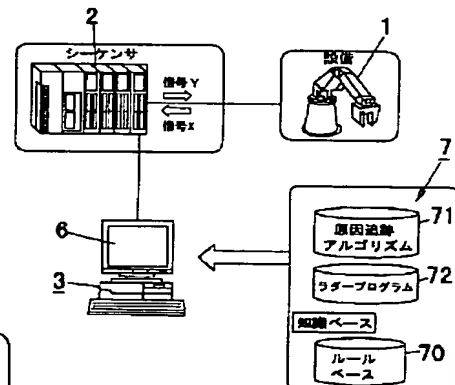 2
シーケンサ
信号Y
信号X
設備
1
6
3
7
原因追跡
アルゴリズム
71
ラダープログラム
72
知識ベース
ルール
ベース
70